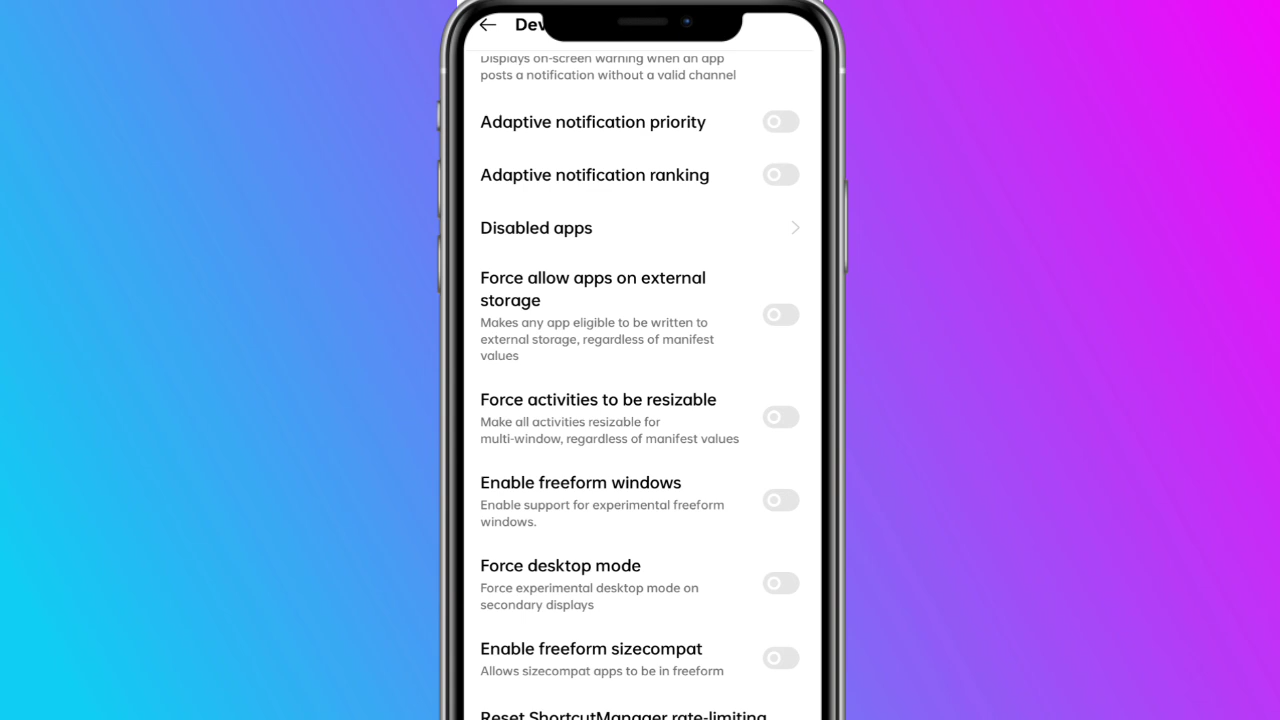 Dev
Displays on-screen warning when an app
posts a notification without a valid channel
Adaptive notification priority
Adaptive notification ranking
Disabled apps
Force allow apps on external
storage
Makes any app eligible to be written to
external storage, regardless of manifest
values
Force activities to be resizable
Make all activities resizable for
multi-window, regardless of manifest values
Enable freeform windows
Enable support for experimental freeform
windows.
Force desktop mode
Force experimental desktop mode on
secondary displays
Enable freeform sizecompat
Allows sizecompat apps to be in freeform
Reset ShortcutManager rate-limiting